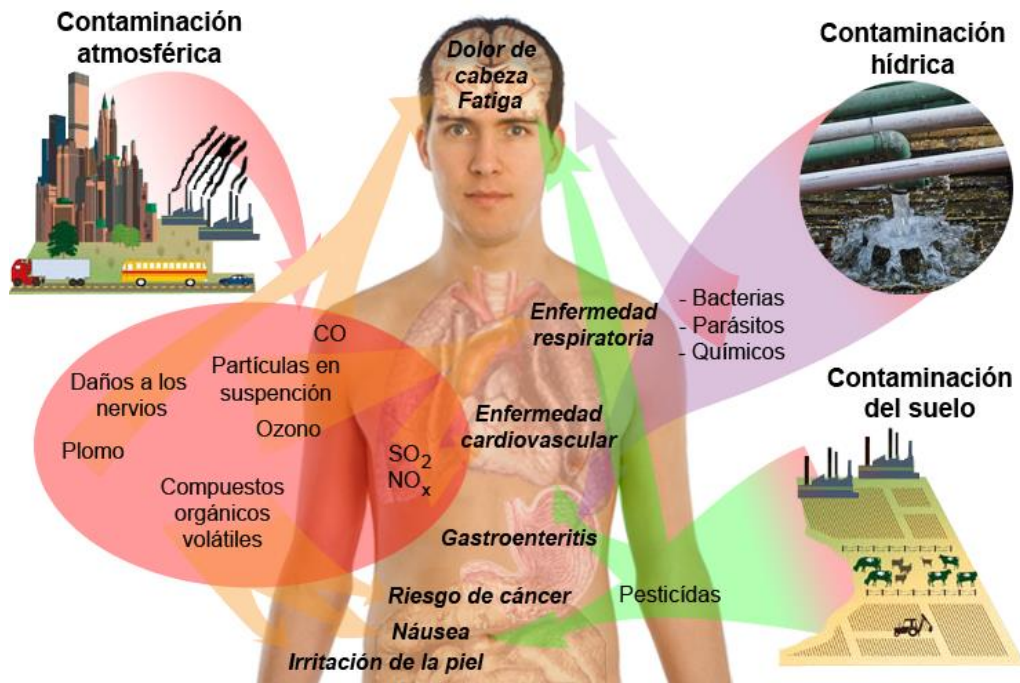 Contaminación
atmosférica
Dolor de
cabeza
Fatiga
Contaminación
hídrica
CO
Partículas en
suspención
Ozono
Daños a los
nervios
Plomo
SO₂
NOₓ
Compuestos
orgánicos
volátiles
Enfermedad
respiratoria
- Bacterias
- Parásitos
- Químicos
Enfermedad
cardiovascular
Contaminación
del suelo
Gastroenteritis
Riesgo de cáncer
Pesticídas
Náusea
Irritación de la piel